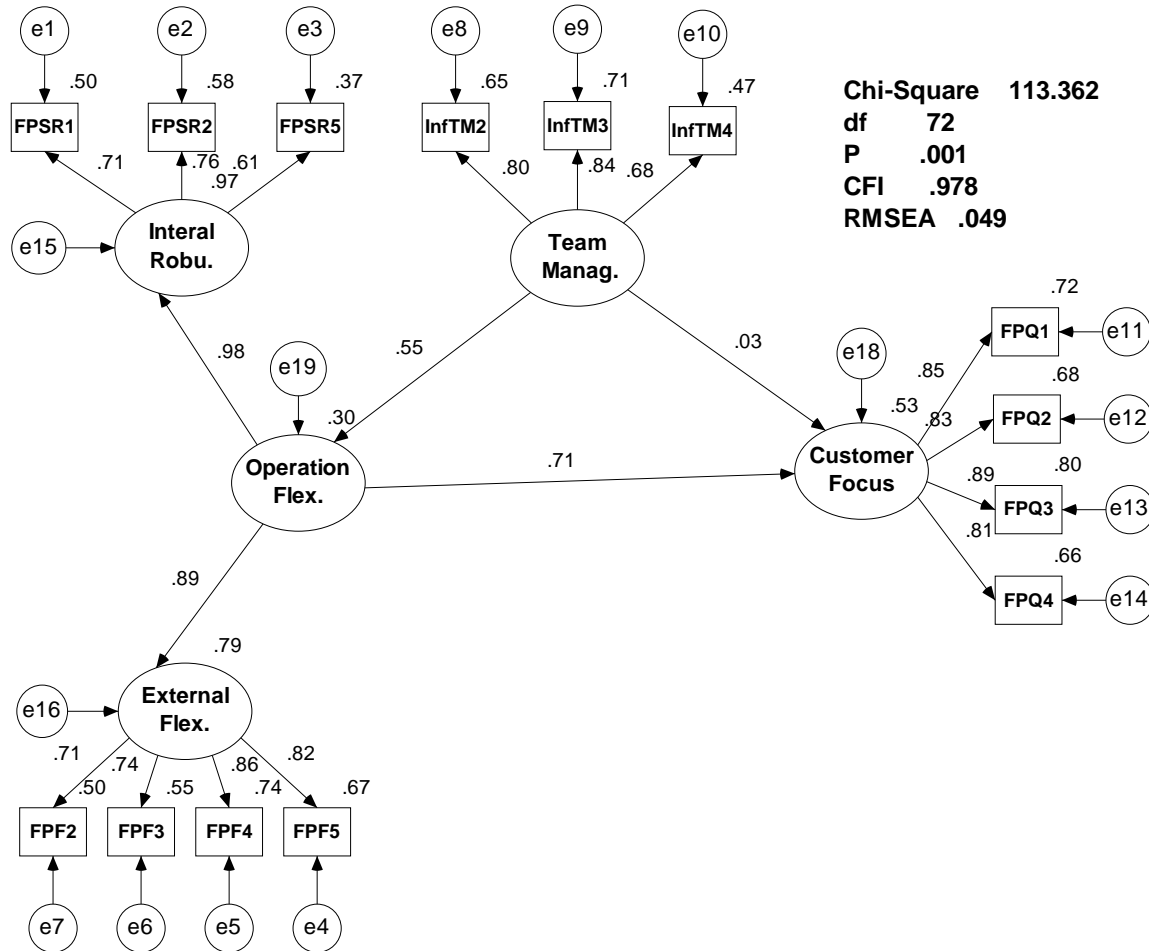 e1
e2
e3
e8
e9
e10
.50
.58
.37
.65
.71
.47
FPSR1
FPSR2
FPSR5
InfTM2
InfTM3
InfTM4
Chi-Square 113.362
df 72
P .001
CFI .978
RMSEA .049
.71
.76
.61
.97
.80
.84
.68
e15
Interal
Robu.
Team
Manag.
.98
.55
.03
e19
e18
.30
.53
.72
FPQ1
e11
.85
.68
.83
FPQ2
e12
Operation
Flex.
.71
Customer
Focus
.80
.89
FPQ3
e13
.81
.66
FPQ4
e14
.89
.79
e16
External
Flex.
.71
.74
.86
.82
.50
.55
.74
.67
FPF2
FPF3
FPF4
FPF5
e7
e6
e5
e4